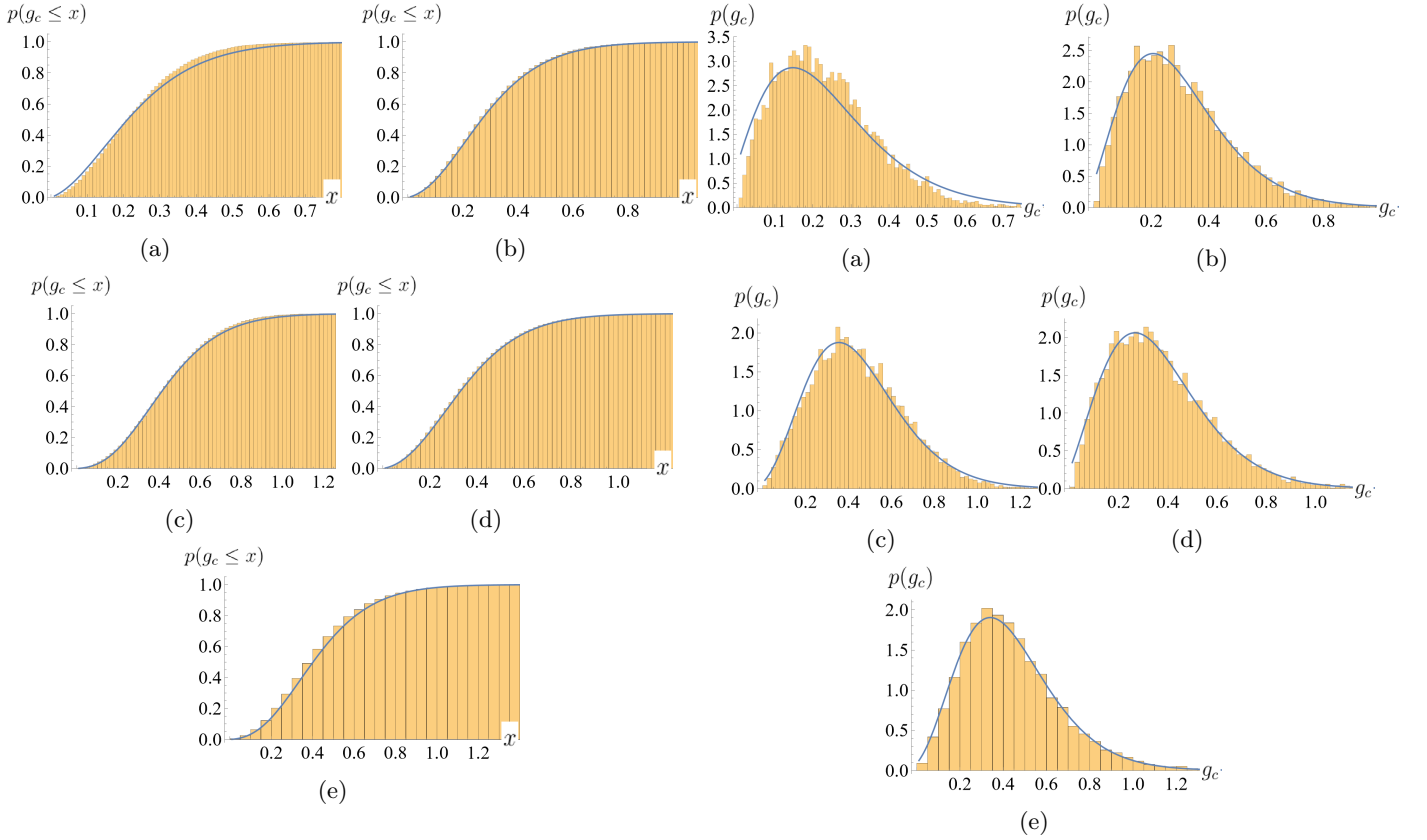 p(g_c ≤ x)
1.0
0.8
0.6
0.4
0.2
0.0
0.1 0.2 0.3 0.4 0.5 0.6 0.7
x
(a)
p(g_c ≤ x)
1.0
0.8
0.6
0.4
0.2
0.0
0.2 0.4 0.6 0.8
x
(b)
p(g_c)
3.5
3.0
2.5
2.0
1.5
1.0
0.5
0.0
0.1 0.2 0.3 0.4 0.5 0.6 0.7
g_c
(a)
p(g_c)
2.5
2.0
1.5
1.0
0.5
0.0
0.2 0.4 0.6 0.8
g_c
(b)
p(g_c ≤ x)
1.0
0.8
0.6
0.4
0.2
0.0
0.2 0.4 0.6 0.8 1.0 1.2
(c)
p(g_c ≤ x)
1.0
0.8
0.6
0.4
0.2
0.0
0.2 0.4 0.6 0.8 1.0
x
(d)
p(g_c)
2.0
1.5
1.0
0.5
0.0
0.2 0.4 0.6 0.8 1.0 1.2
(c)
p(g_c)
2.0
1.5
1.0
0.5
0.0
0.2 0.4 0.6 0.8 1.0
g_c
(d)
p(g_c ≤ x)
1.0
0.8
0.6
0.4
0.2
0.0
0.2 0.4 0.6 0.8 1.0 1.2
x
(e)
p(g_c)
2.0
1.5
1.0
0.5
0.0
0.2 0.4 0.6 0.8 1.0 1.2
g_c
(e)